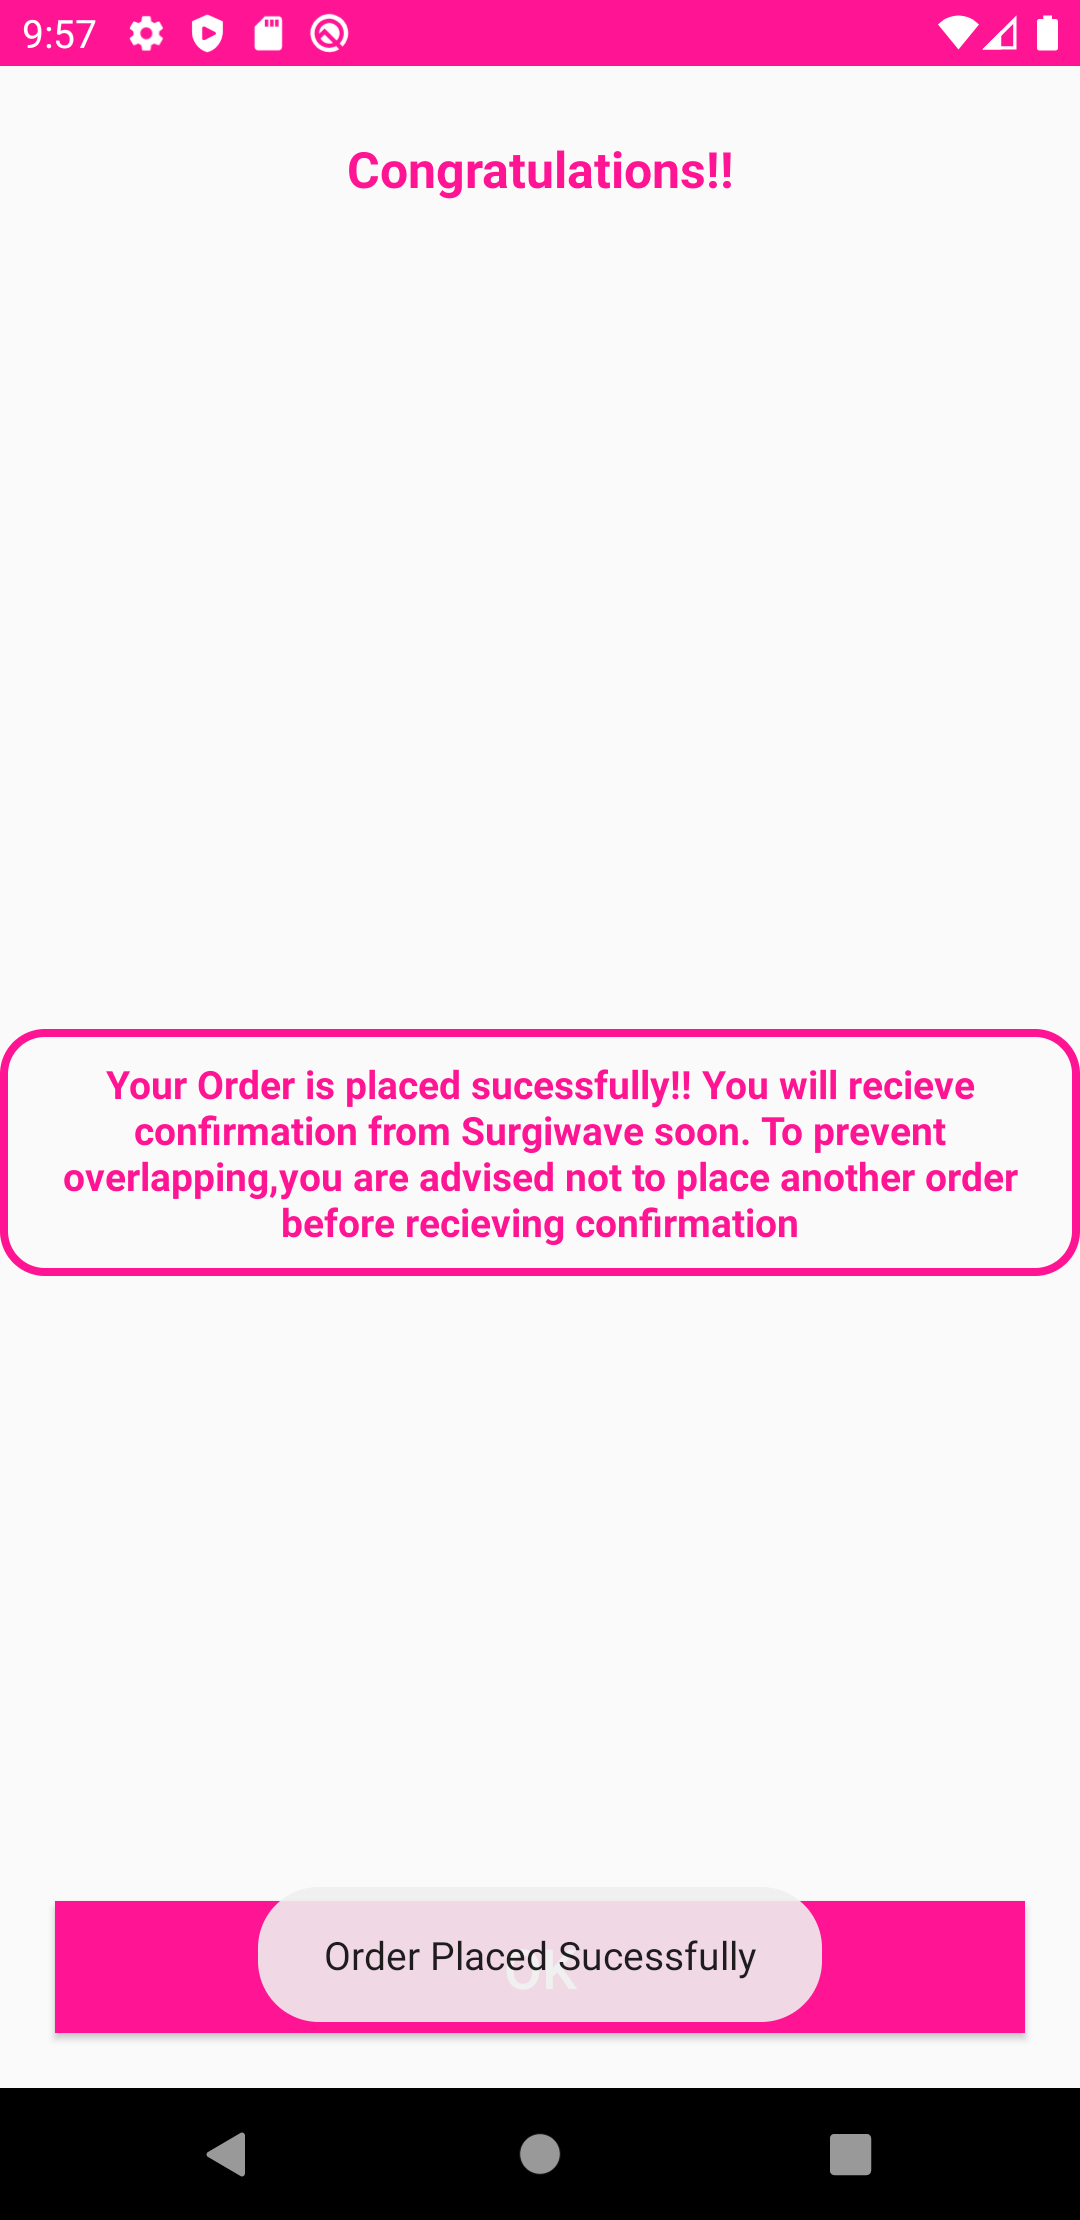 9:57
Congratulations!!
Your Order is placed sucessfully!! You will recieve
confirmation from Surgiwave soon. To prevent
overlapping,you are advised not to place another order
before recieving confirmation
OK
Order Placed Sucessfully